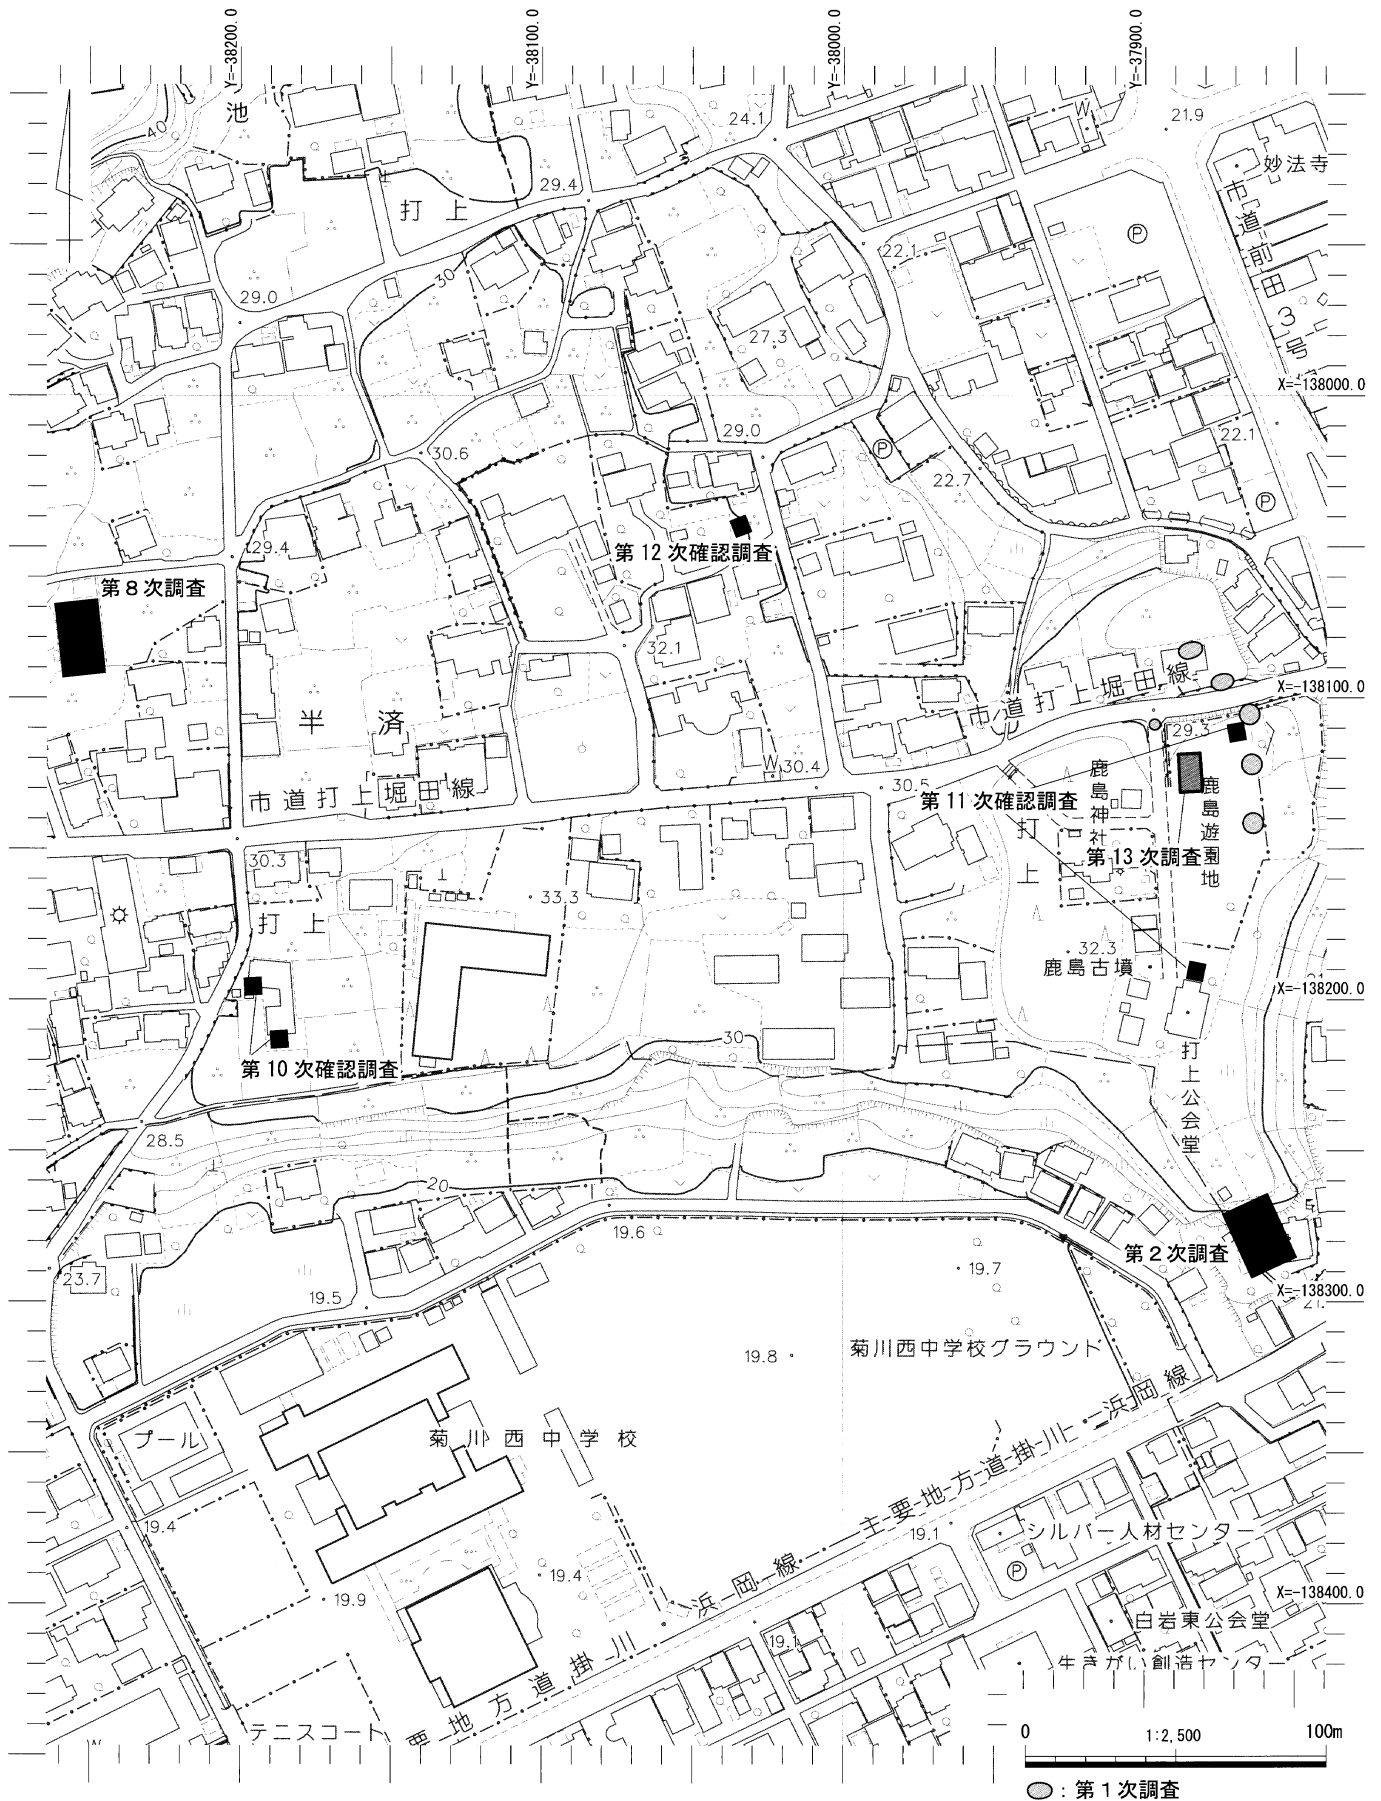 Y=-38200.0
Y=-38100.0
Y=-38000.0
Y=-37900.0
池
40
24.1
W
21.9
妙法寺
29.4
打上
市道前田3号
P
22.1
30
29.0
27.3
X=-138000.0
29.0
22.1
30.6
P
22.7
P
29.4
第12次確認調査
第8次調査
32.1
市道打上堀田線
X=-138100.0
半済
29.3
W
30.4
30.5
鹿島神社
鹿島遊園地
市道打上堀田線
第11次確認調査
打上
第13次調査
30.3
33.3
打上
32.3
鹿島古墳
X=-138200.0
30
打上公会堂
第10次確認調査
28.5
20
19.6
第2次調査
23.7
19.7
19.5
X=-138300.0
19.8
菊川西中学校グラウンド
プール
菊川西中学校
主要地方道掛川浜岡線
19.4
19.1
シルバー人材センター
19.4
浜岡線
P
19.9
X=-138400.0
白岩東公会堂
19.1
生きがい創造センター
要地方道掛川
テニスコート
0
1:2,500
100m
：第1次調査